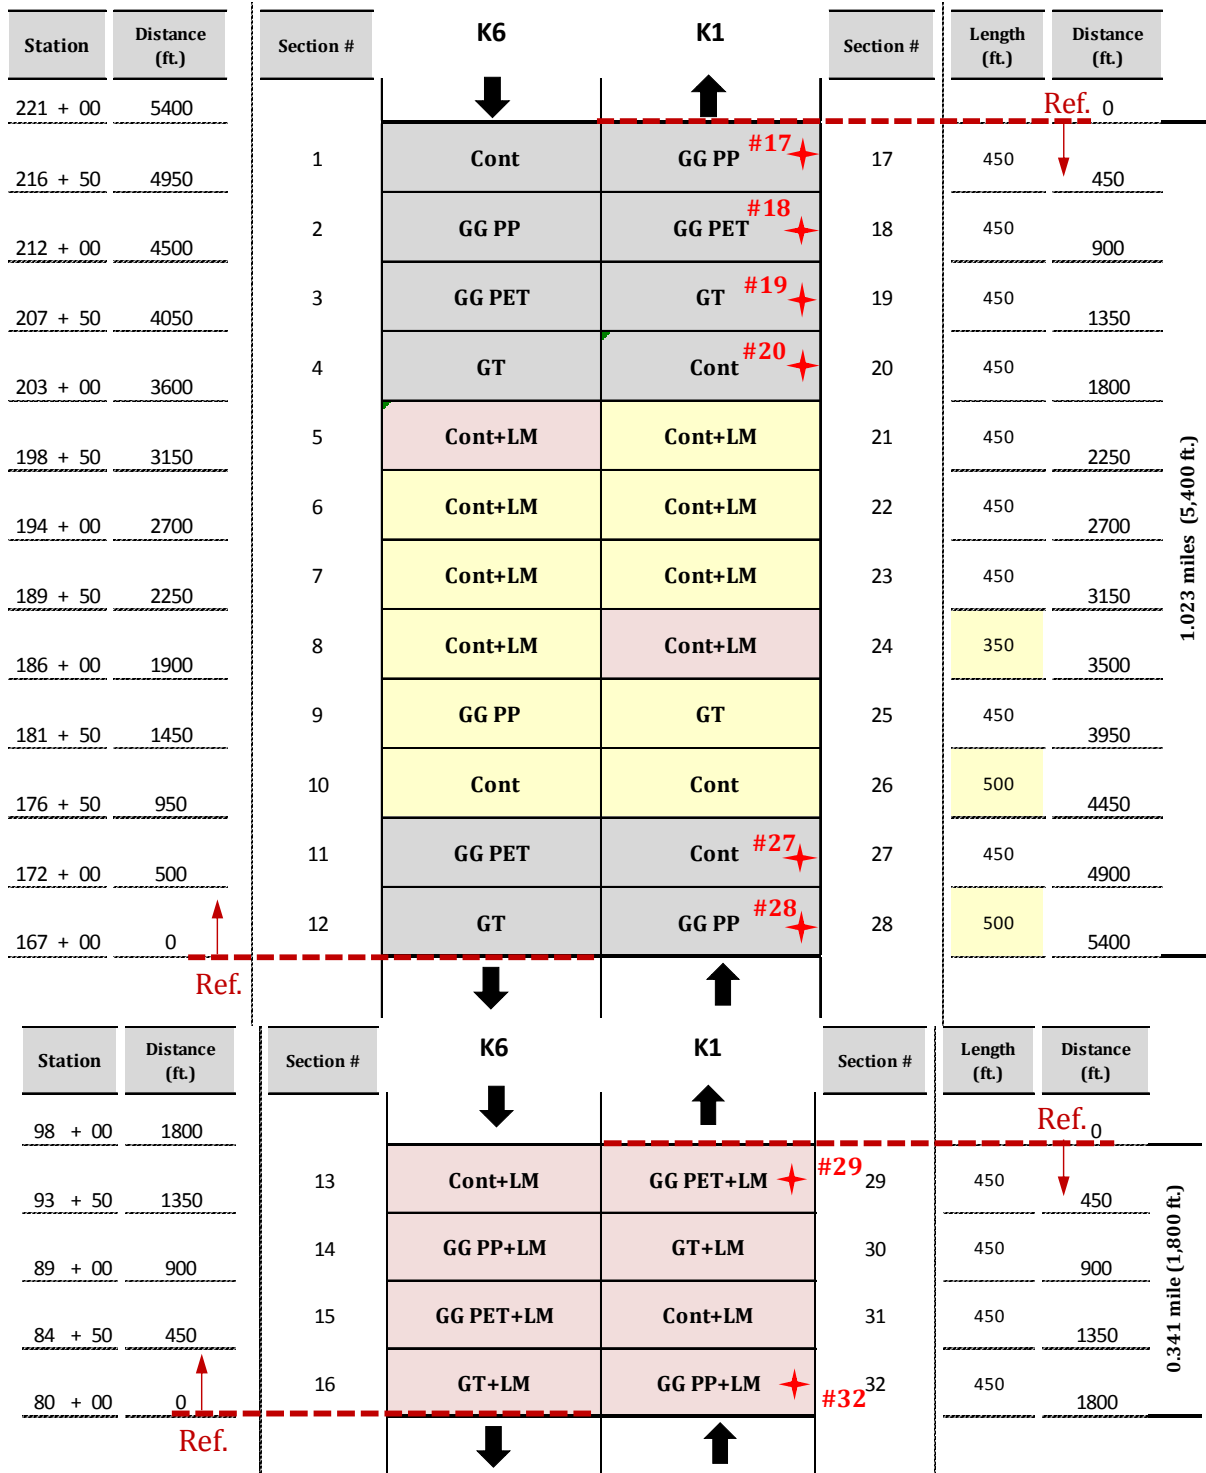 Station Distance (ft.) Section # K6 K1 Section # Length (ft.) Distance (ft.)
221 + 00 5400 Ref. 0
1 Cont GG PP #17 17 450
216 + 50 4950 450
2 GG PP GG PET #18 18 450
212 + 00 4500 900
3 GG PET GT #19 19 450
207 + 50 4050 1350
4 GT Cont #20 20 450
203 + 00 3600 1800
5 Cont+LM Cont+LM 21 450
198 + 50 3150 2250
6 Cont+LM Cont+LM 22 450
194 + 00 2700 2700
7 Cont+LM Cont+LM 23 450
189 + 50 2250 3150
8 Cont+LM Cont+LM 24 350
186 + 00 1900 3500
9 GG PP GT 25 450
181 + 50 1450 3950
10 Cont Cont 26 500
176 + 50 950 4450
11 GG PET Cont #27 27 450
172 + 00 500 4900
12 GT GG PP #28 28 500
167 + 00 0 5400
Ref.
1.023 miles (5,400 ft.)
Station Distance (ft.) Section # K6 K1 Section # Length (ft.) Distance (ft.)
98 + 00 1800 Ref. 0
13 Cont+LM GG PET+LM #29 29 450
93 + 50 1350 450
14 GG PP+LM GT+LM 30 450
89 + 00 900 900
15 GG PET+LM Cont+LM 31 450
84 + 50 450 1350
16 GT+LM GG PP+LM #32 32 450
80 + 00 0 1800
Ref.
0.341 mile (1,800 ft.)